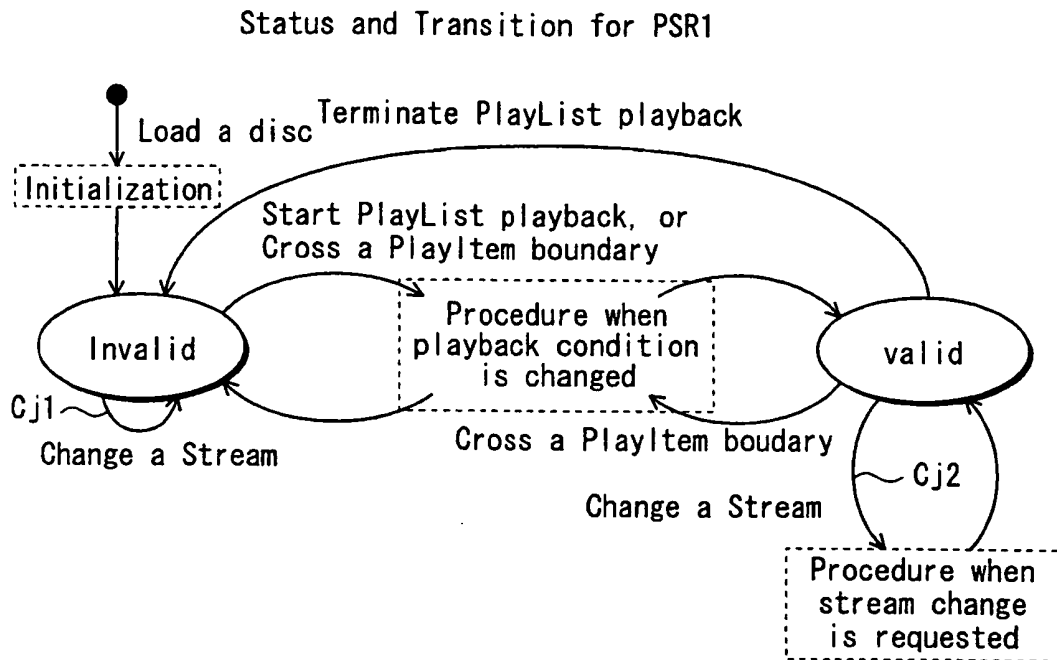 Status and Transition for PSR1
Load a disc
Terminate PlayList playback
Initialization
Start PlayList playback, or
Cross a PlayItem boundary
Invalid
Procedure when
playback condition
is changed
valid
Cj1
Change a Stream
Cross a PlayItem boudary
Cj2
Change a Stream
Procedure when
stream change
is requested